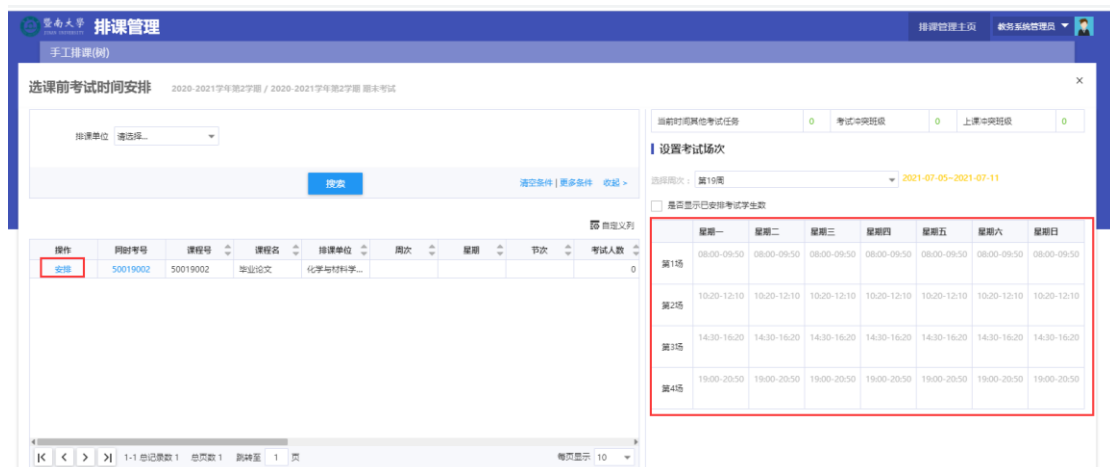 暨南大学 排课管理 排课管理主页 教务系统管理员
手工排课(树)
选课前考试时间安排 2020-2021学年第2学期 / 2020-2021学年第2学期 期末考试 ×
当前时间其他考试任务 0 考试冲突班级 0 上课冲突班级 0
排课单位 请选择...
设置考试场次
搜索 清空条件 | 更多条件 收起 >
选择周次： 第19周 2021-07-05~2021-07-11
是否显示已安排考试学生数
自定义列
星期一 星期二 星期三 星期四 星期五 星期六 星期日
操作 同时考号 课程号 课程名 排课单位 周次 星期 节次 考试人数
安排 50019002 50019002 毕业论文 化学与材料学... 0
第1场 08:00-09:50 08:00-09:50 08:00-09:50 08:00-09:50 08:00-09:50 08:00-09:50 08:00-09:50
第2场 10:20-12:10 10:20-12:10 10:20-12:10 10:20-12:10 10:20-12:10 10:20-12:10 10:20-12:10
第3场 14:30-16:20 14:30-16:20 14:30-16:20 14:30-16:20 14:30-16:20 14:30-16:20 14:30-16:20
第4场 19:00-20:50 19:00-20:50 19:00-20:50 19:00-20:50 19:00-20:50 19:00-20:50 19:00-20:50
1-1 总记录数 1 总页数 1 跳转至 1 页 每页显示 10